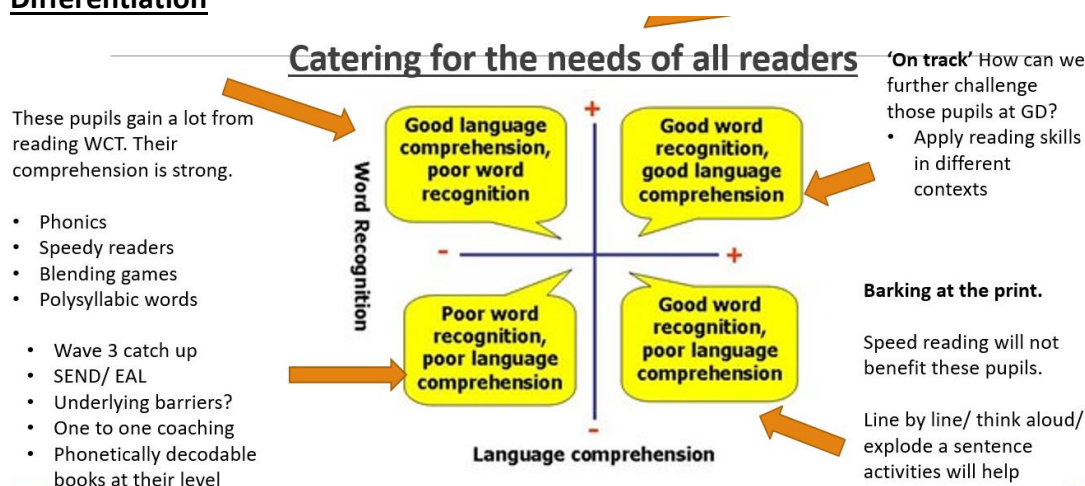 Differentiation
Catering for the needs of all readers
These pupils gain a lot from
reading WCT. Their
comprehension is strong.
• Phonics
• Speedy readers
• Blending games
• Polysyllabic words
• Wave 3 catch up
• SEND/ EAL
• Underlying barriers?
• One to one coaching
• Phonetically decodable
books at their level
Word Recognition
+
Good language
comprehension,
poor word
recognition
Good word
recognition,
good language
comprehension
-
+
Poor word
recognition,
poor language
comprehension
Good word
recognition,
poor language
comprehension
-
Language comprehension
‘On track’ How can we
further challenge
those pupils at GD?
• Apply reading skills
in different
contexts
Barking at the print.
Speed reading will not
benefit these pupils.
Line by line/ think aloud/
explode a sentence
activities will help